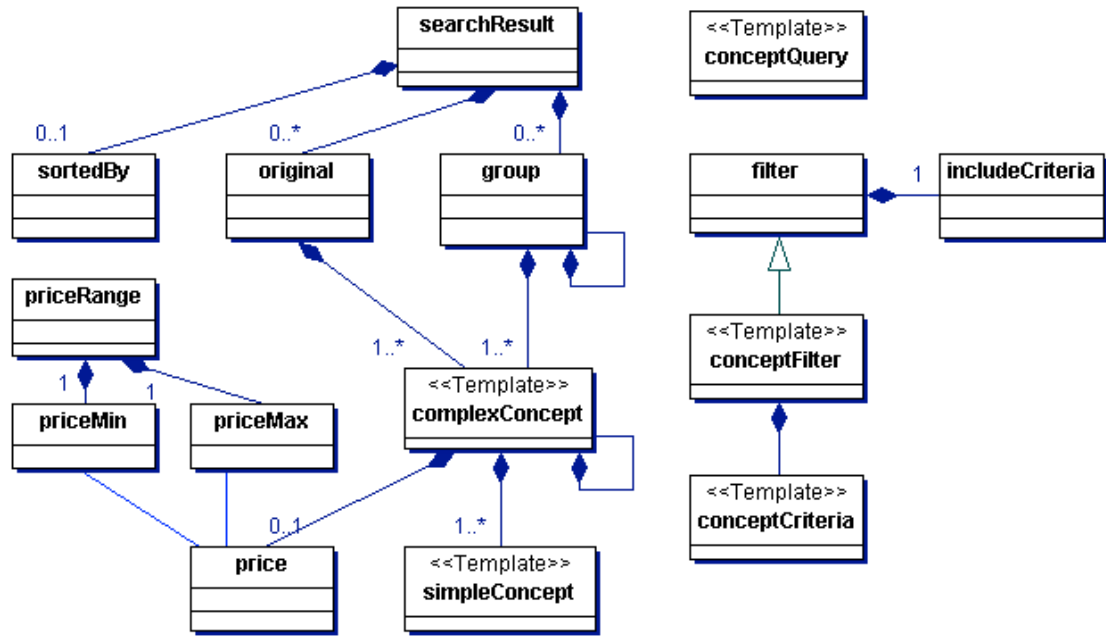 searchResult
<<Template>>
conceptQuery
0..1
0..*
0..*
sortedBy
original
group
filter
1
includeCriteria
priceRange
<<Template>>
conceptFilter
1..*
1..*
1
1
<<Template>>
complexConcept
priceMin
priceMax
<<Template>>
conceptCriteria
0..1
1..*
price
<<Template>>
simpleConcept